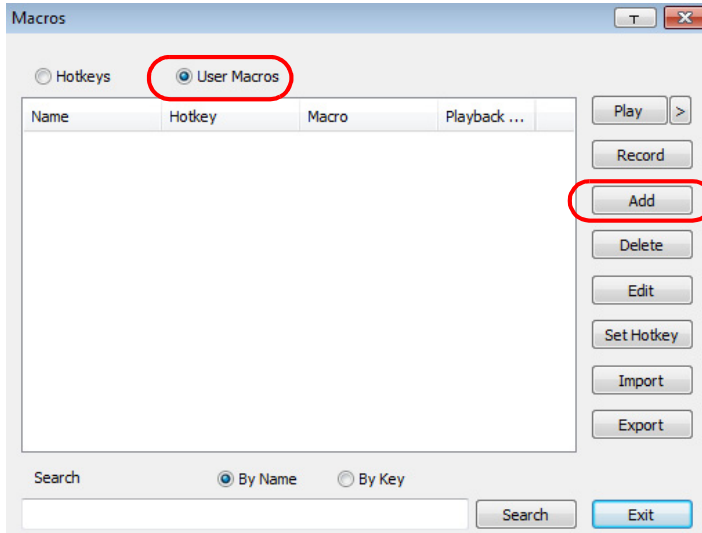 Macros
T
Hotkeys User Macros
Name Hotkey Macro Playback ...
Play >
Record
Add
Delete
Edit
Set Hotkey
Import
Export
Search By Name By Key
Search Exit